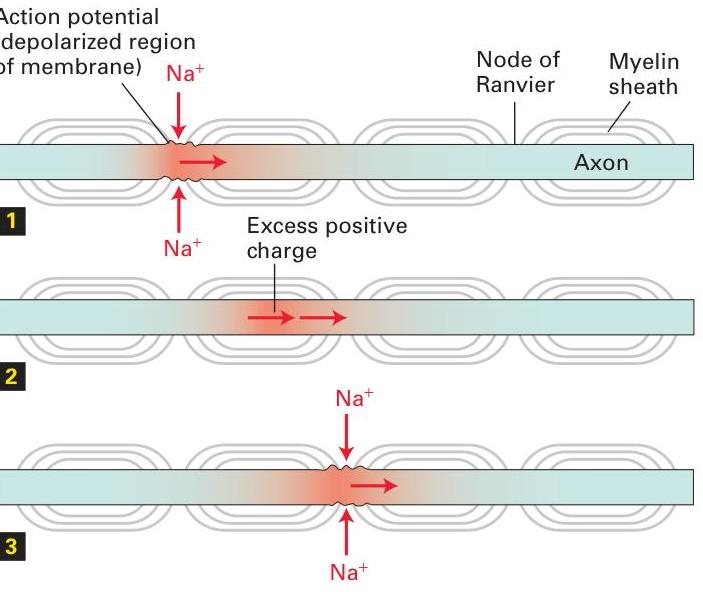 Action potential
depolarized region
of membrane)
Na⁺
Node of
Ranvier
Myelin
sheath
Axon
1
Na⁺
Excess positive
charge
2
Na⁺
3
Na⁺